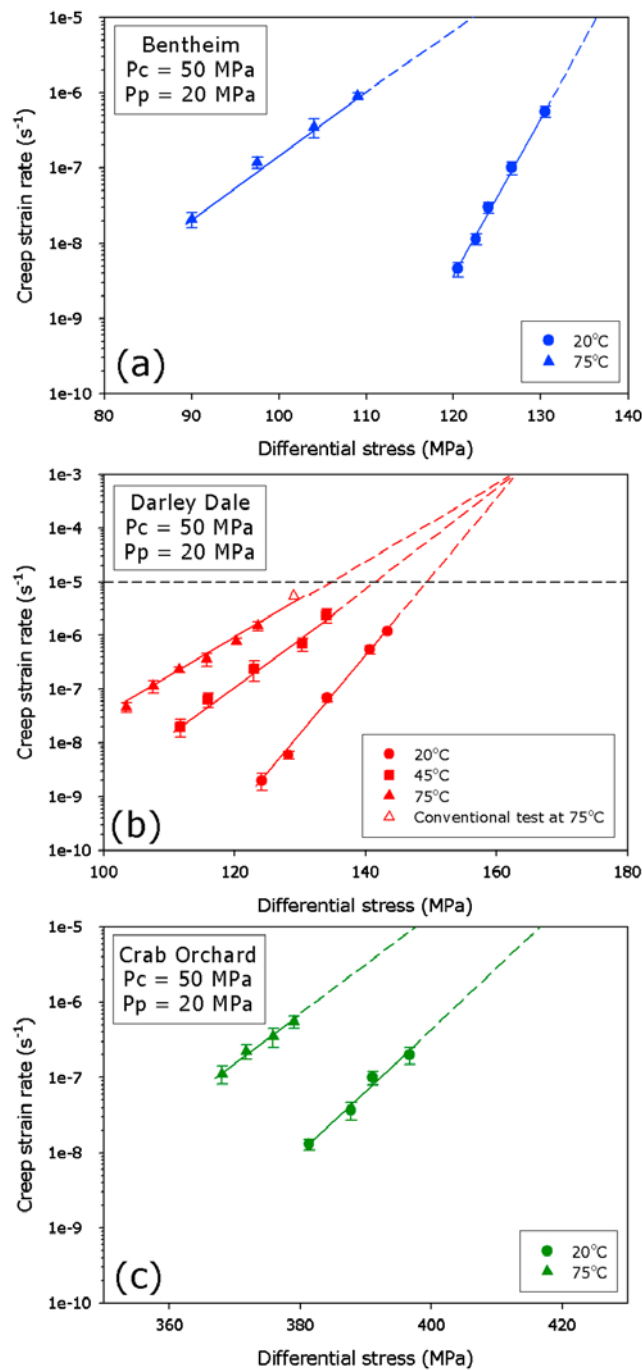 1e-5
Bentheim
Pc = 50 MPa
Pp = 20 MPa
1e-6
1e-7
1e-8
1e-9
1e-10
Creep strain rate (s⁻¹)
20°C
75°C
(a)
80 90 100 110 120 130 140
Differential stress (MPa)
1e-3
Darley Dale
Pc = 50 MPa
Pp = 20 MPa
1e-4
1e-5
1e-6
1e-7
1e-8
1e-9
1e-10
Creep strain rate (s⁻¹)
20°C
45°C
75°C
Conventional test at 75°C
(b)
100 120 140 160 180
Differential stress (MPa)
1e-5
Crab Orchard
Pc = 50 MPa
Pp = 20 MPa
1e-6
1e-7
1e-8
1e-9
1e-10
Creep strain rate (s⁻¹)
20°C
75°C
(c)
360 380 400 420
Differential stress (MPa)